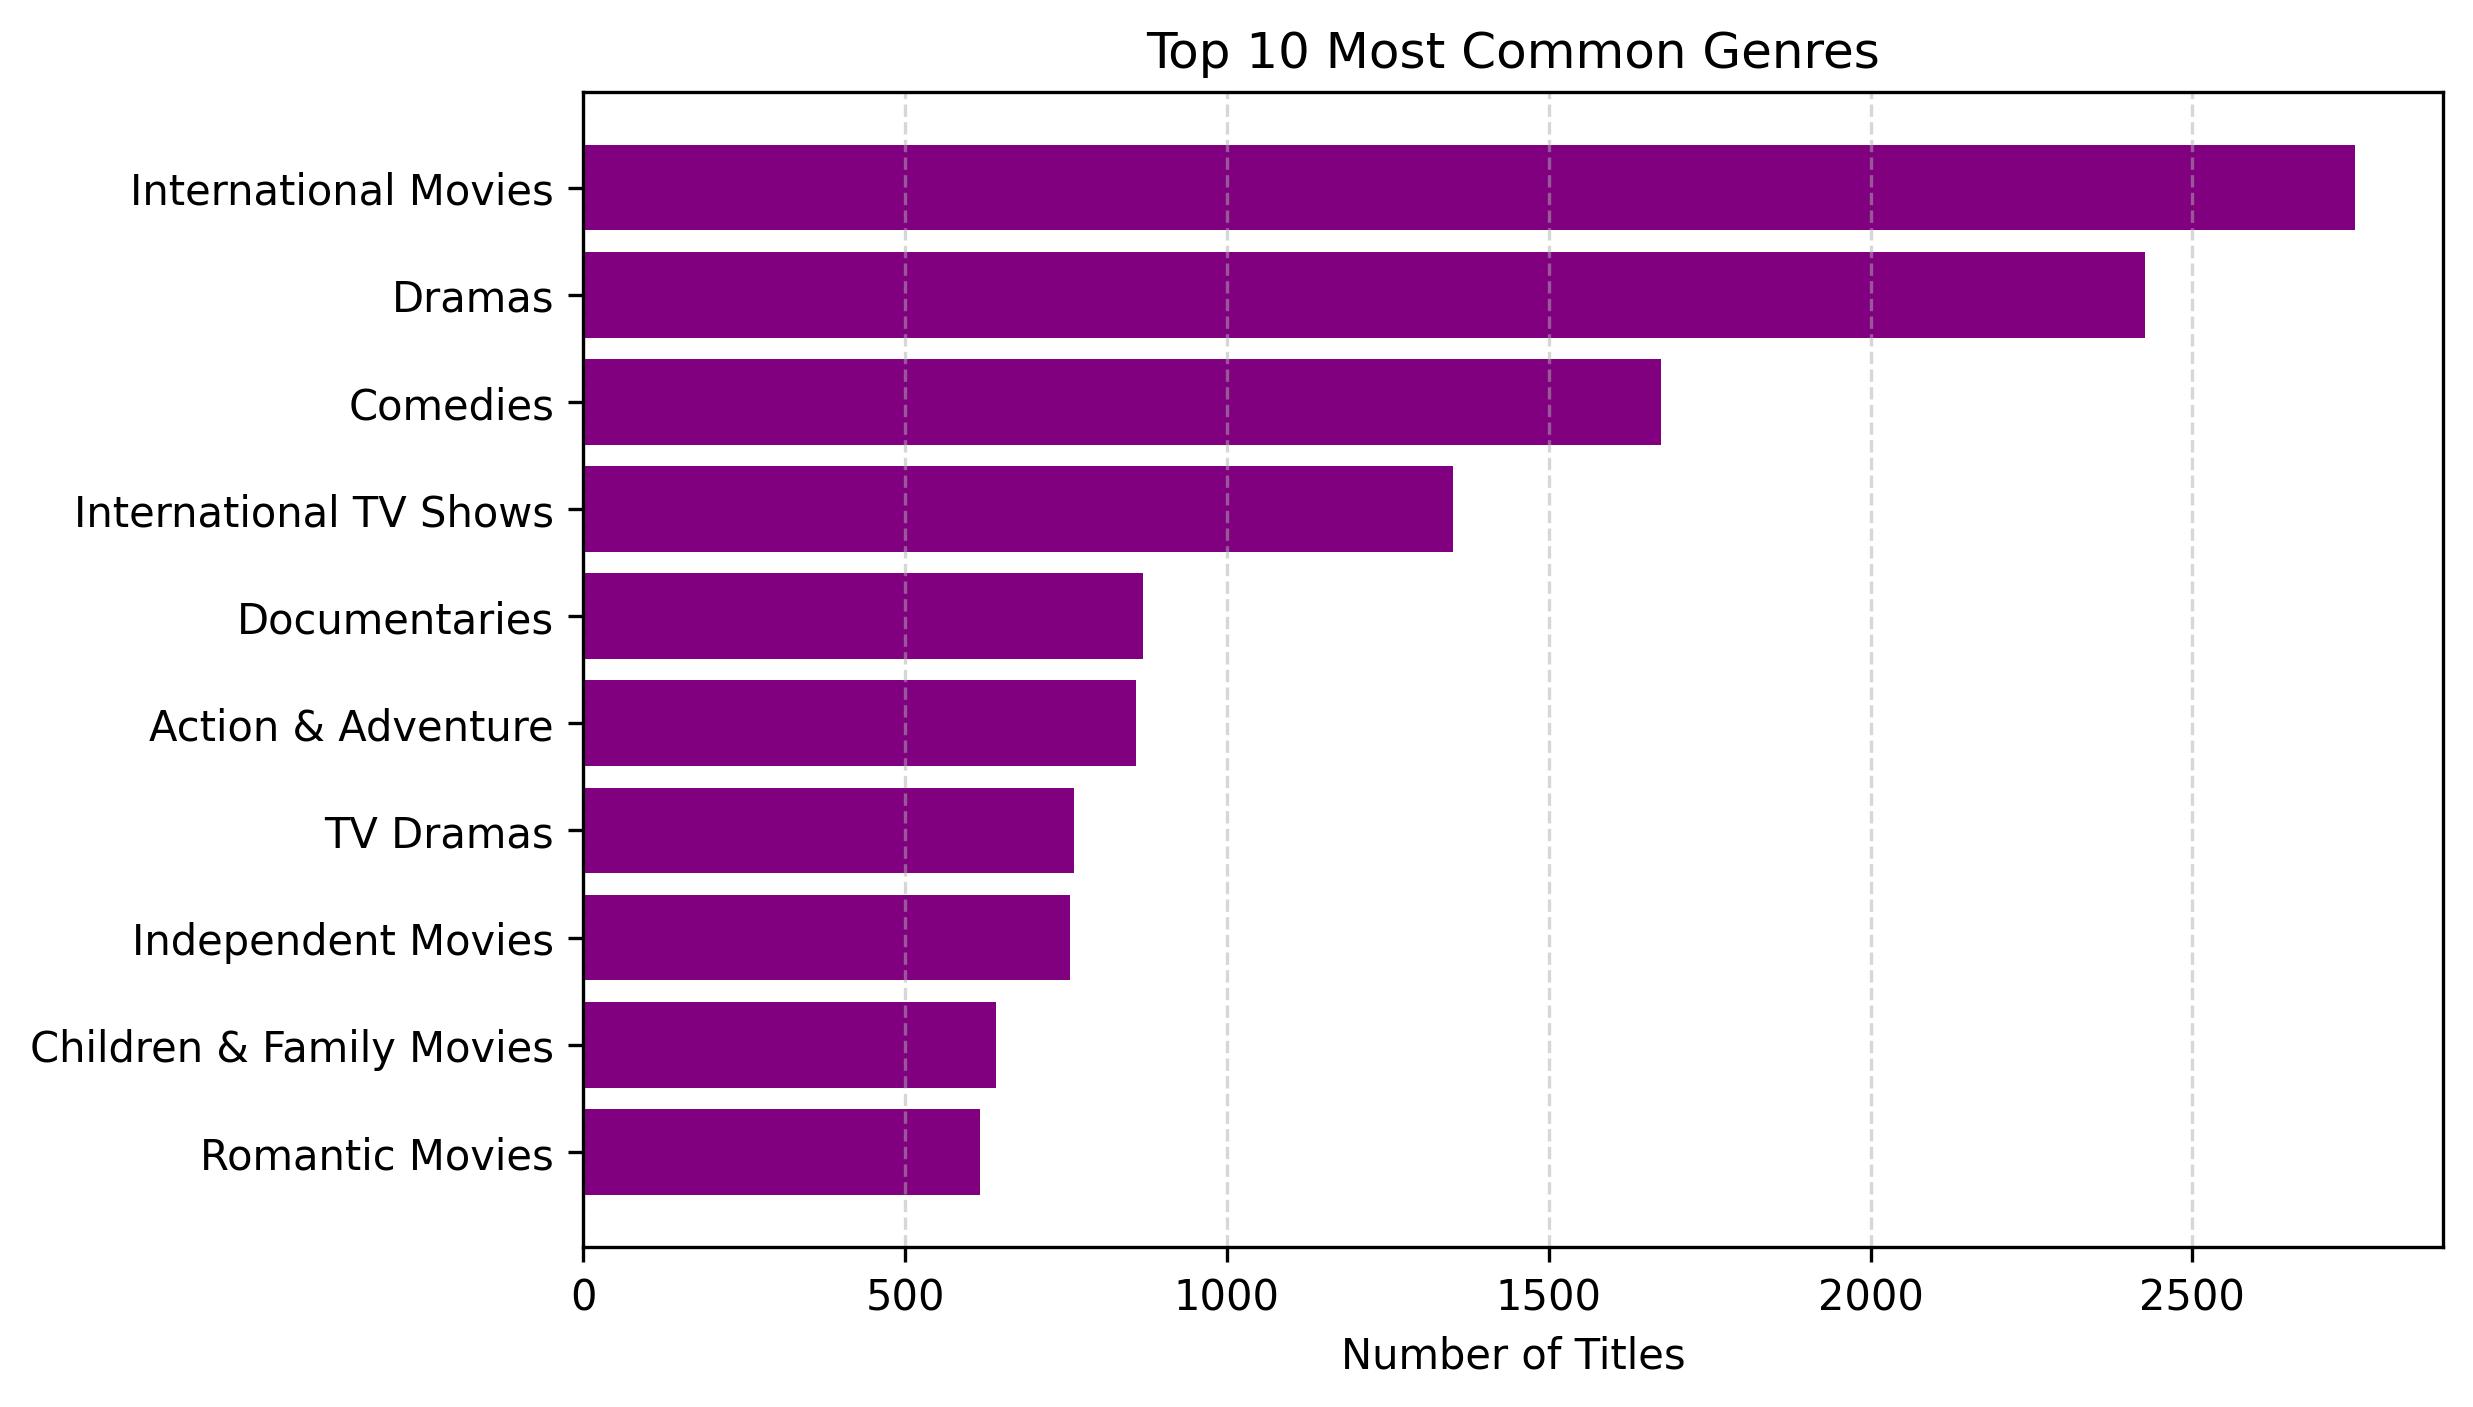 Top 10 Most Common Genres
International Movies
Dramas
Comedies
International TV Shows
Documentaries
Action & Adventure
TV Dramas
Independent Movies
Children & Family Movies
Romantic Movies
0 500 1000 1500 2000 2500
Number of Titles